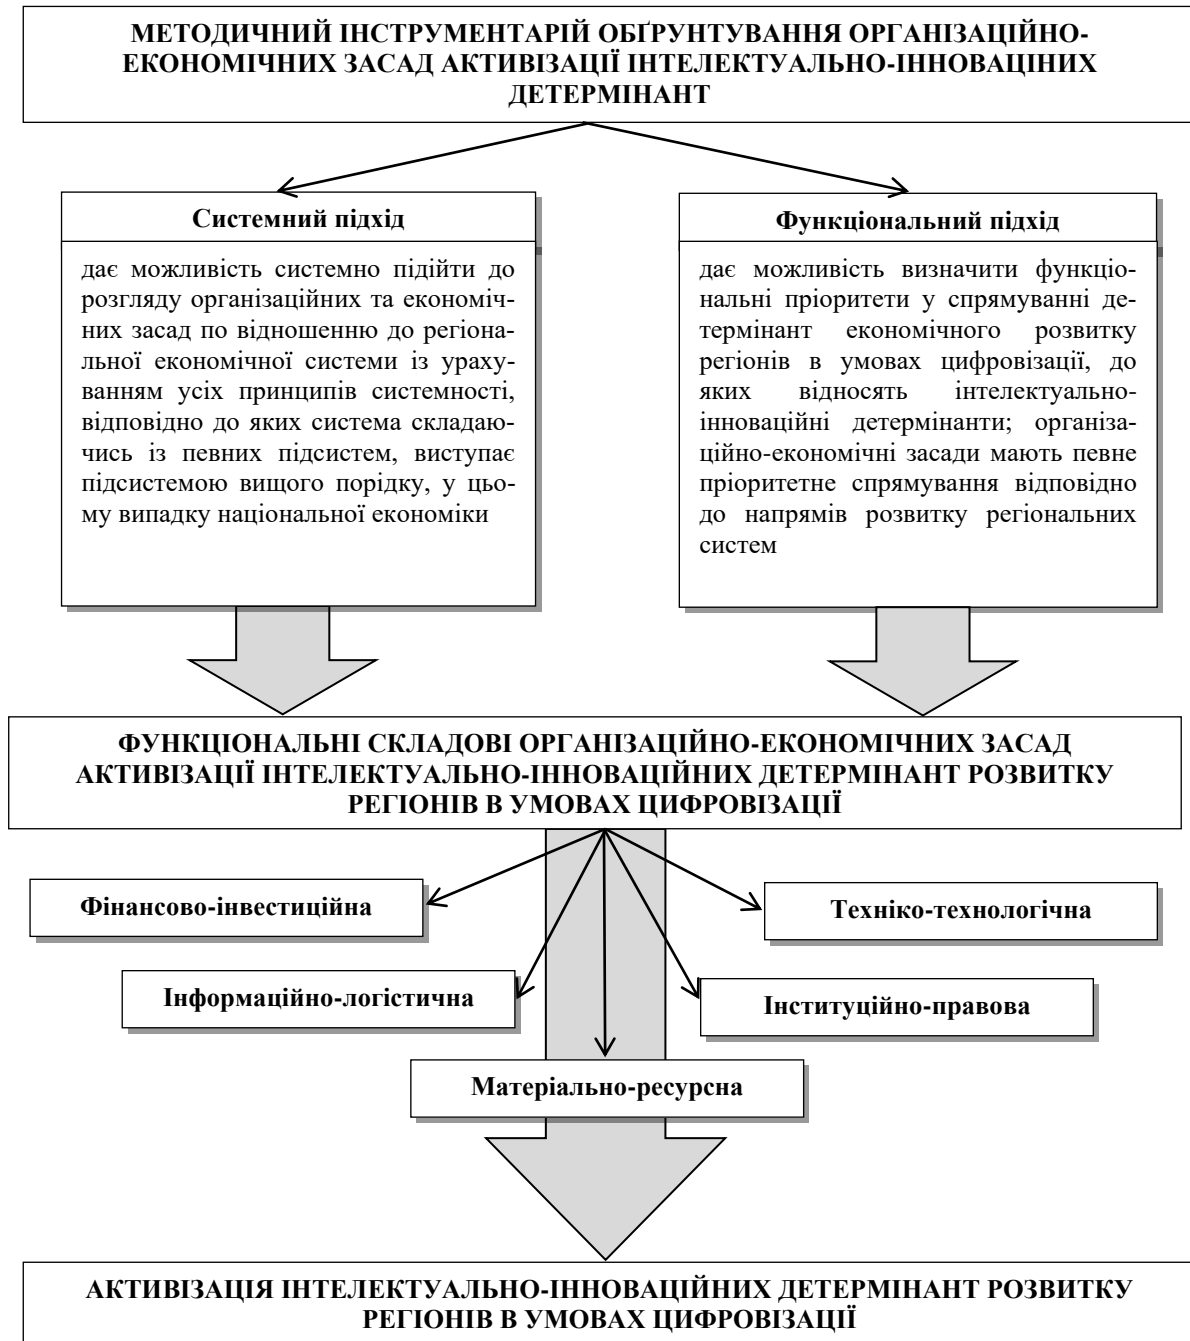 МЕТОДИЧНИЙ ІНСТРУМЕНТАРІЙ ОБҐРУНТУВАННЯ ОРГАНІЗАЦІЙНО-
ЕКОНОМІЧНИХ ЗАСАД АКТИВІЗАЦІЇ ІНТЕЛЕКТУАЛЬНО-ІННОВАЦІНИХ
ДЕТЕРМІНАНТ
Системний підхід
дає можливість системно підійти до
розгляду організаційних та економіч-
них засад по відношенню до регіона-
льної економічної системи із ураху-
ванням усіх принципів системності,
відповідно до яких система складаю-
чись із певних підсистем, виступає
підсистемою вищого порідку, у цьо-
му випадку національної економіки
Функціональний підхід
дає можливість визначити функціо-
нальні пріоритети у спрямуванні де-
термінант економічного розвитку
регіонів в умовах цифровізації, до
яких відносять інтелектуально-
інноваційні детермінанти; організа-
ційно-економічні засади мають певне
пріоритетне спрямування відповідно
до напрямів розвитку регіональних
систем
ФУНКЦІОНАЛЬНІ СКЛАДОВІ ОРГАНІЗАЦІЙНО-ЕКОНОМІЧНИХ ЗАСАД
АКТИВІЗАЦІЇ ІНТЕЛЕКТУАЛЬНО-ІННОВАЦІЙНИХ ДЕТЕРМІНАНТ РОЗВИТКУ
РЕГІОНІВ В УМОВАХ ЦИФРОВІЗАЦІЇ
Фінансово-інвестиційна
Техніко-технологічна
Інформаційно-логістична
Інституційно-правова
Матеріально-ресурсна
АКТИВІЗАЦІЯ ІНТЕЛЕКТУАЛЬНО-ІННОВАЦІЙНИХ ДЕТЕРМІНАНТ РОЗВИТКУ
РЕГІОНІВ В УМОВАХ ЦИФРОВІЗАЦІЇ